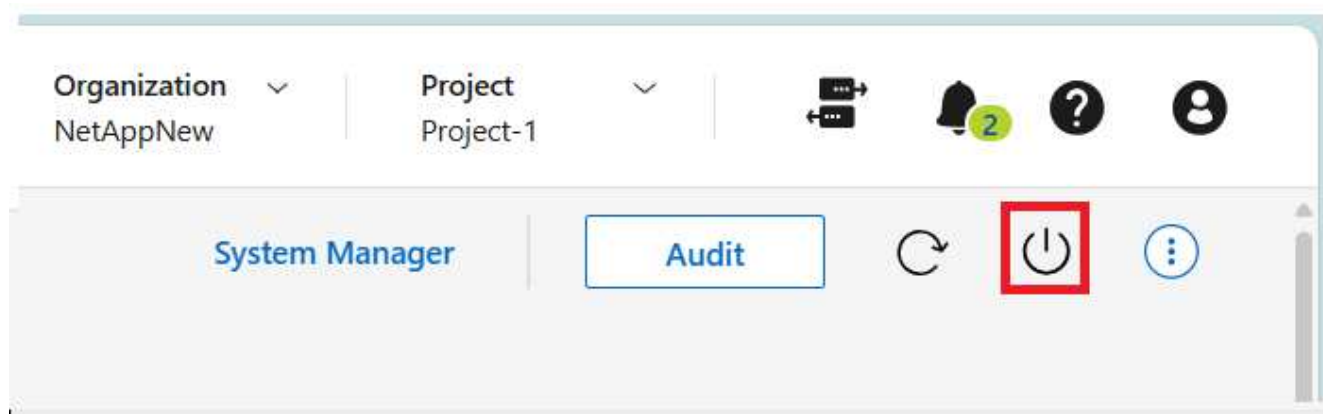 Organization
NetAppNew
Project
Project-1
2
?
System Manager
Audit